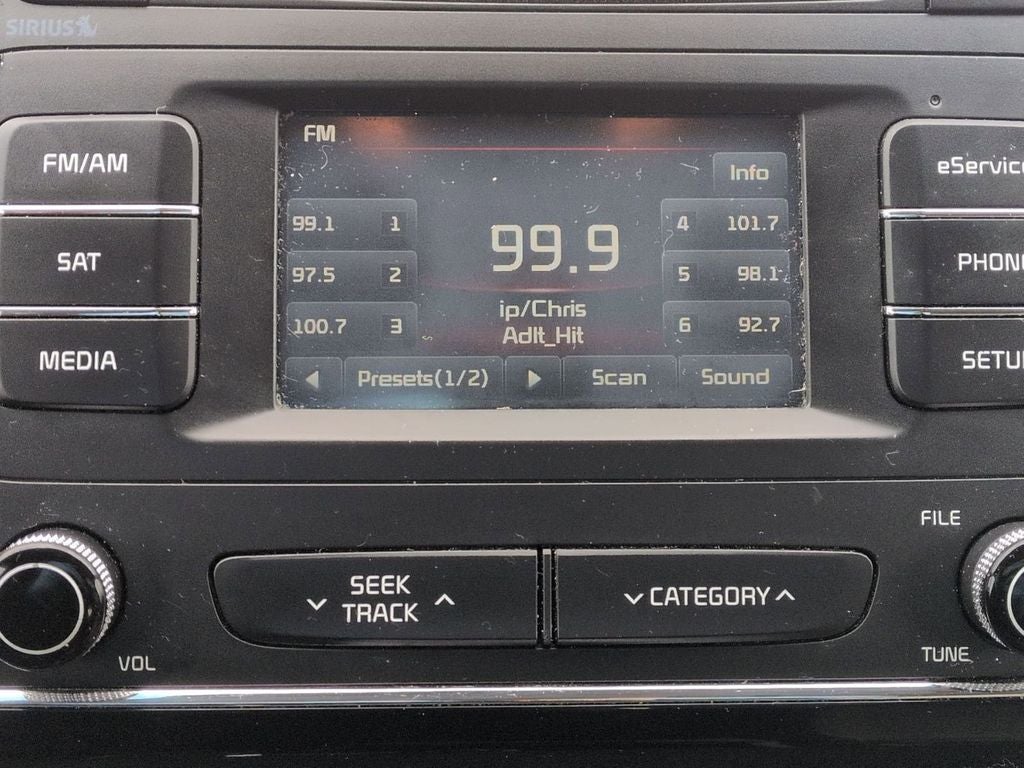 SIRIUS
FM/AM
SAT
MEDIA
FM
Info
99.1 1
97.5 2
100.7 3
99.9
ip/Chris
Adlt_Hit
4 101.7
5 98.1
6 92.7
Presets(1/2)
Scan
Sound
eService
PHONE
SETUP
SEEK
TRACK
CATEGORY
VOL
FILE
TUNE